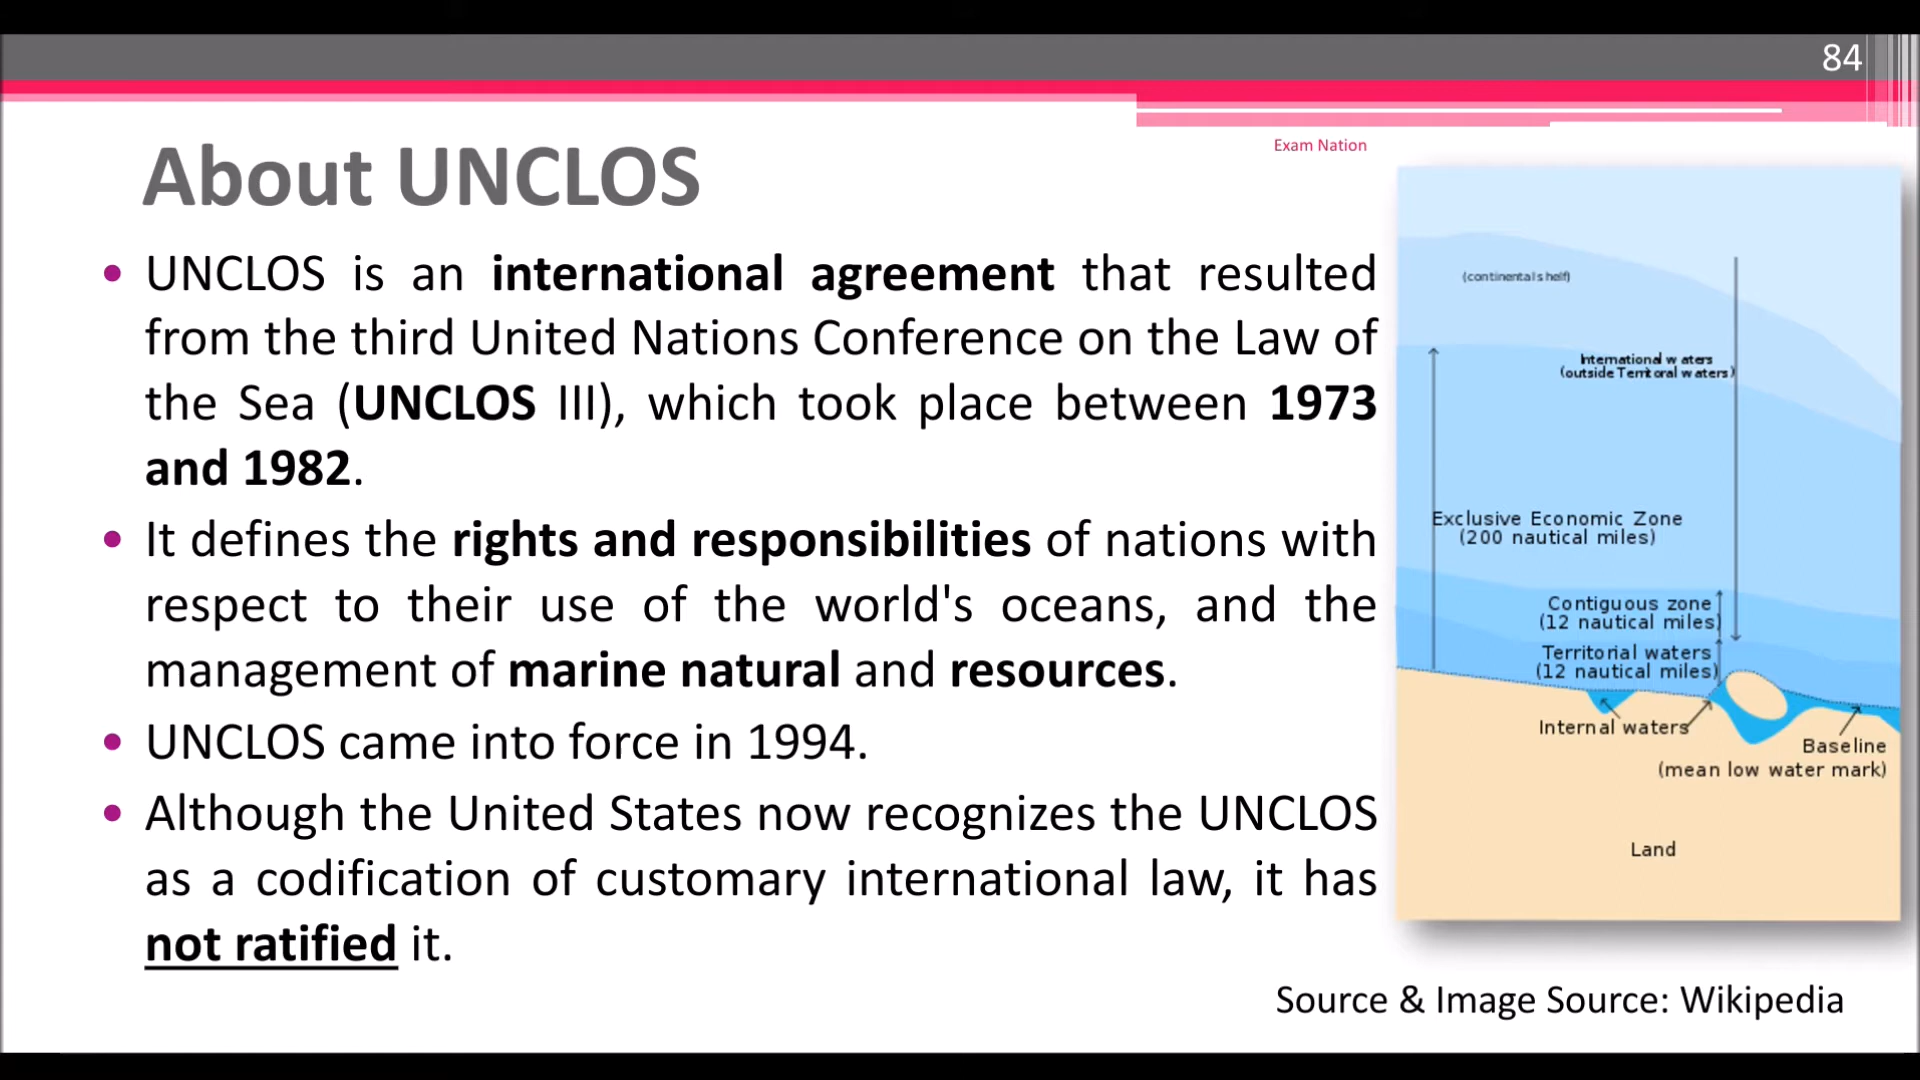 84
Exam Nation
About UNCLOS
• UNCLOS is an international agreement that resulted
from the third United Nations Conference on the Law of
the Sea (UNCLOS III), which took place between 1973
and 1982.
• It defines the rights and responsibilities of nations with
respect to their use of the world's oceans, and the
management of marine natural and resources.
• UNCLOS came into force in 1994.
• Although the United States now recognizes the UNCLOS
as a codification of customary international law, it has
not ratified it.
(continental shelf)
International waters
(outside Territoral waters)
Exclusive Economic Zone
(200 nautical miles)
Contiguous zone
(12 nautical miles)
Territorial waters
(12 nautical miles)
Internal waters
Baseline
(mean low water mark)
Land
Source & Image Source: Wikipedia